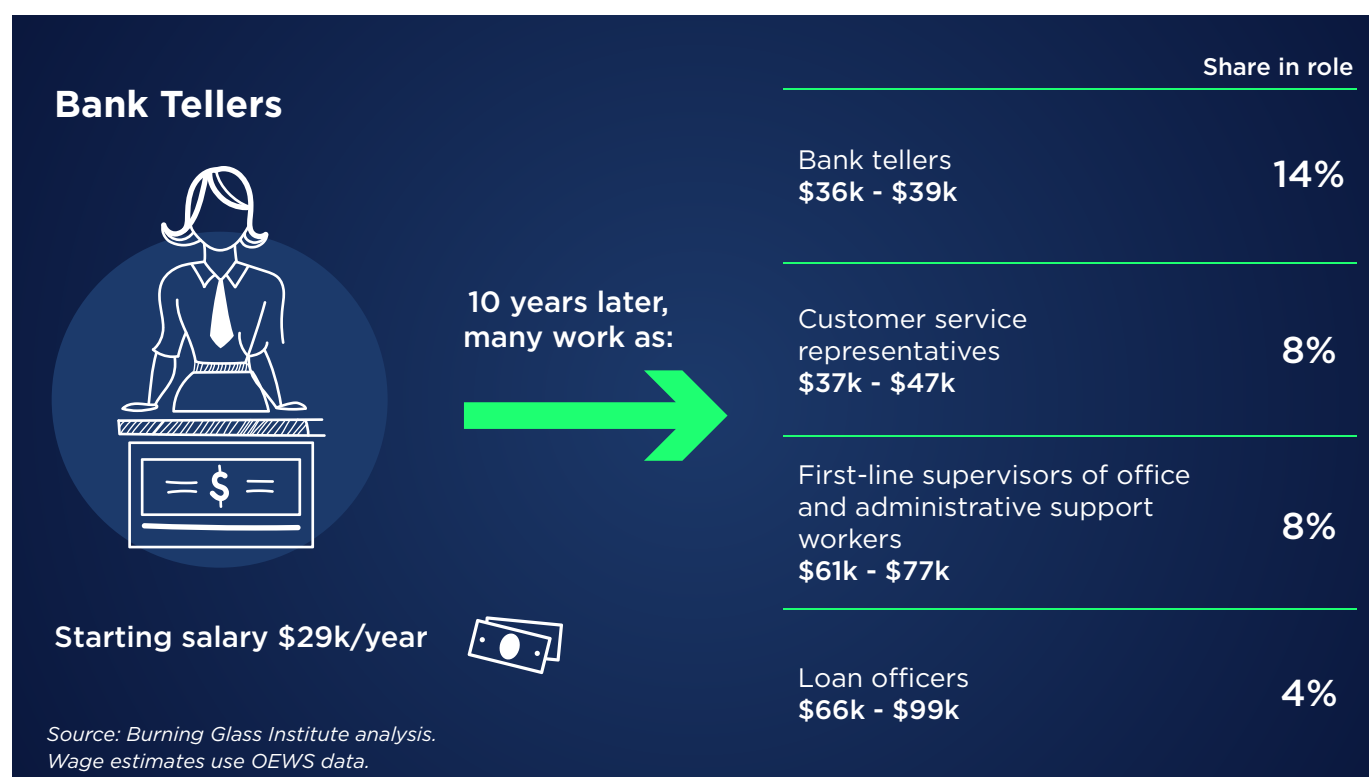 Share in role
Bank Tellers
Bank tellers
$36k - $39k
14%
10 years later,
many work as:
Customer service
representatives
$37k - $47k
8%
First-line supervisors of office
and administrative support
workers
$61k - $77k
8%
$
Starting salary $29k/year
Loan officers
$66k - $99k
4%
Source: Burning Glass Institute analysis.
Wage estimates use OEWS data.